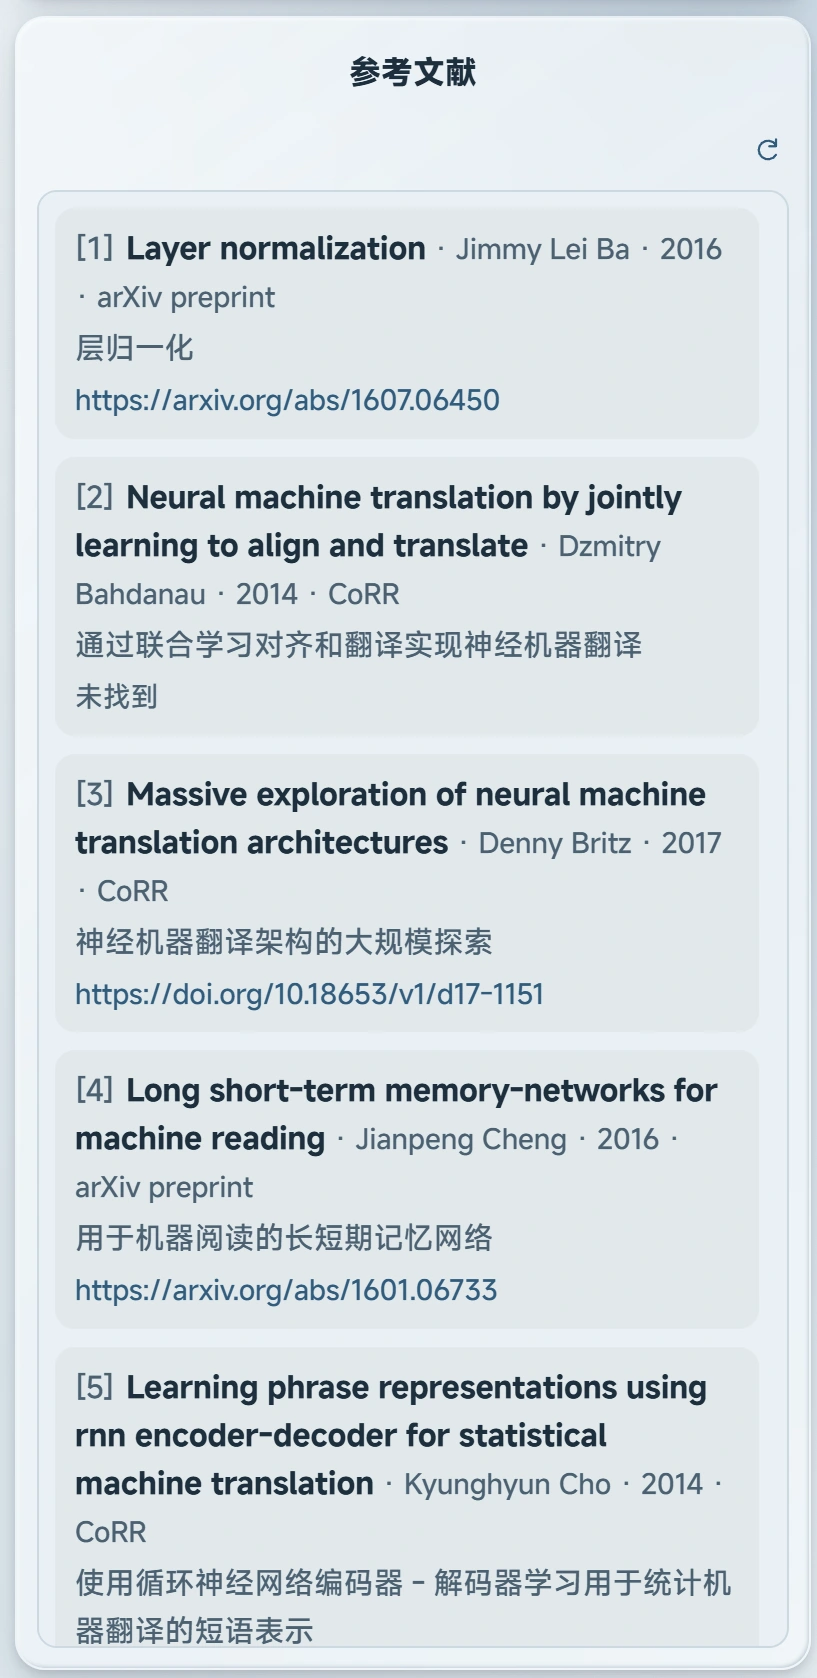 参考文献
[1] Layer normalization · Jimmy Lei Ba · 2016
· arXiv preprint
层归一化
https://arxiv.org/abs/1607.06450
[2] Neural machine translation by jointly
learning to align and translate · Dzmitry
Bahdanau · 2014 · CoRR
通过联合学习对齐和翻译实现神经机器翻译
未找到
[3] Massive exploration of neural machine
translation architectures · Denny Britz · 2017
· CoRR
神经机器翻译架构的大规模探索
https://doi.org/10.18653/v1/d17-1151
[4] Long short-term memory-networks for
machine reading · Jianpeng Cheng · 2016 ·
arXiv preprint
用于机器阅读的长短期记忆网络
https://arxiv.org/abs/1601.06733
[5] Learning phrase representations using
rnn encoder-decoder for statistical
machine translation · Kyunghyun Cho · 2014 ·
CoRR
使用循环神经网络编码器 - 解码器学习用于统计机
器翻译的短语表示